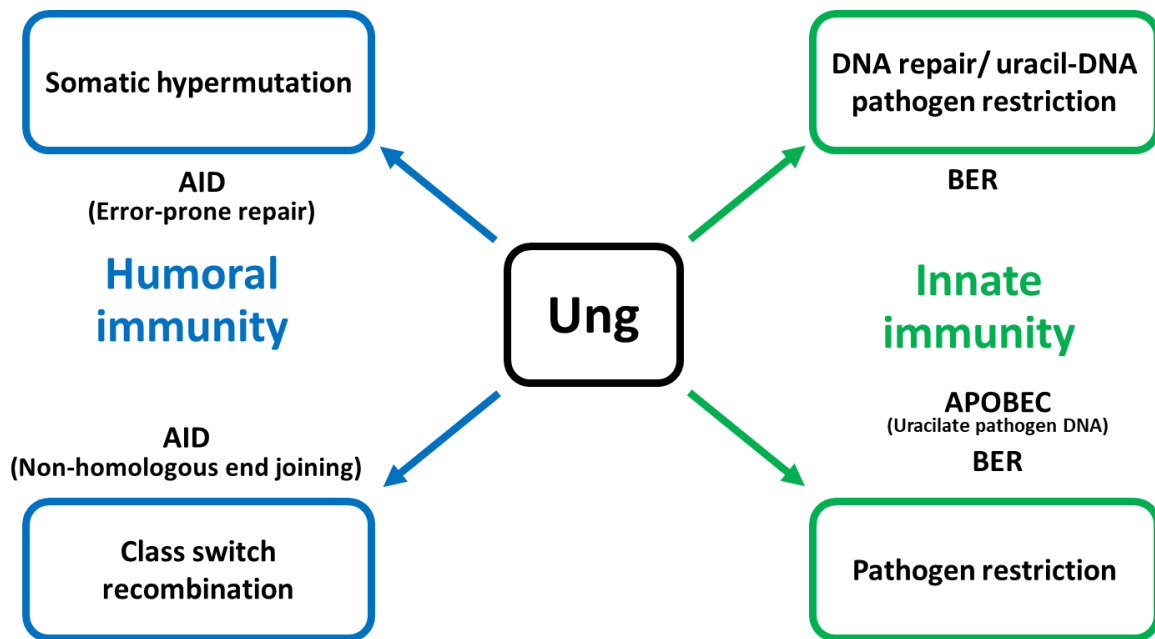 Somatic hypermutation
AID
(Error-prone repair)
Humoral
immunity
AID
(Non-homologous end joining)
Class switch
recombination
Ung
DNA repair/ uracil-DNA
pathogen restriction
BER
Innate
immunity
APOBEC
(Uracilate pathogen DNA)
BER
Pathogen restriction